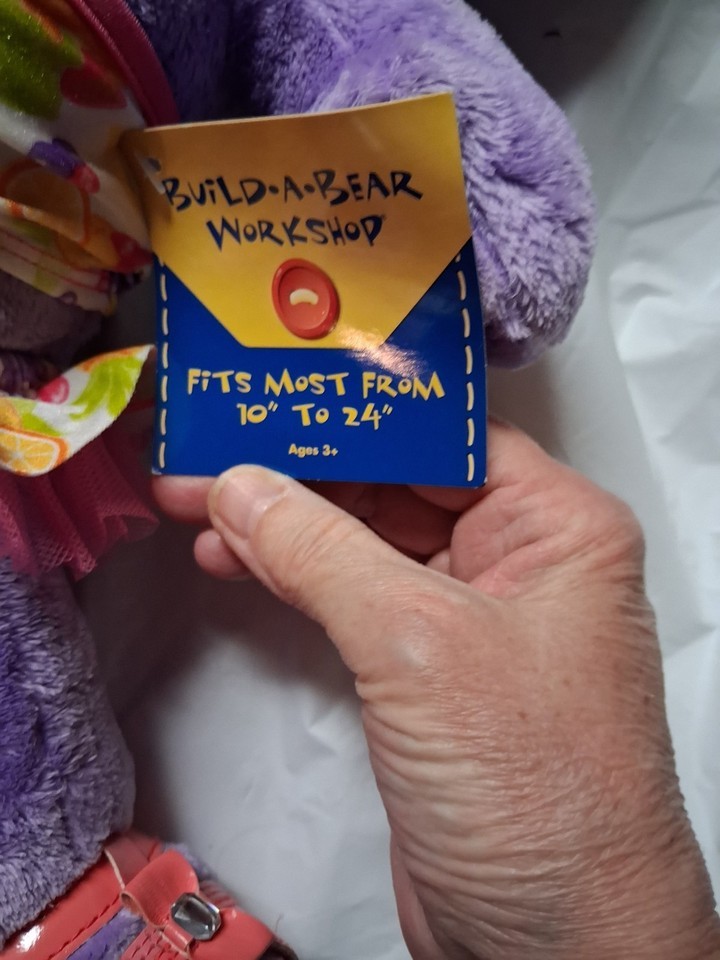 BUiLD•A•BEAR
WORKSHOP
FiTS MOST FROM
10" TO 24"
Ages 3+